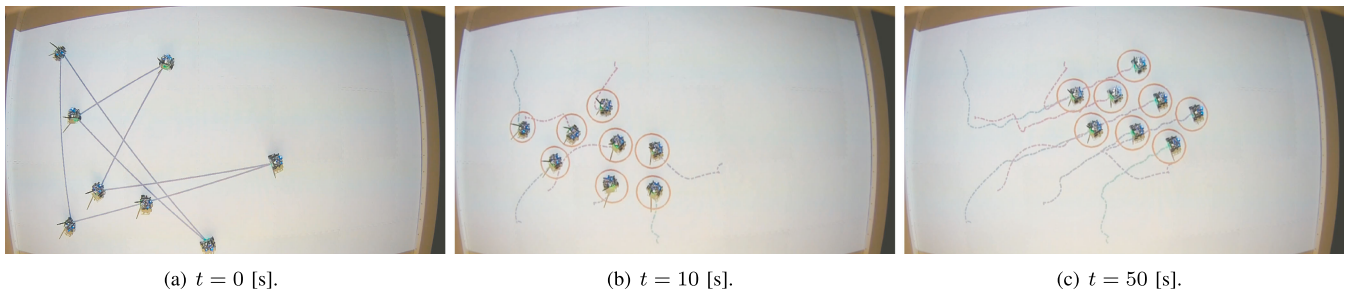 (a) t = 0 [s].
(b) t = 10 [s].
(c) t = 50 [s].